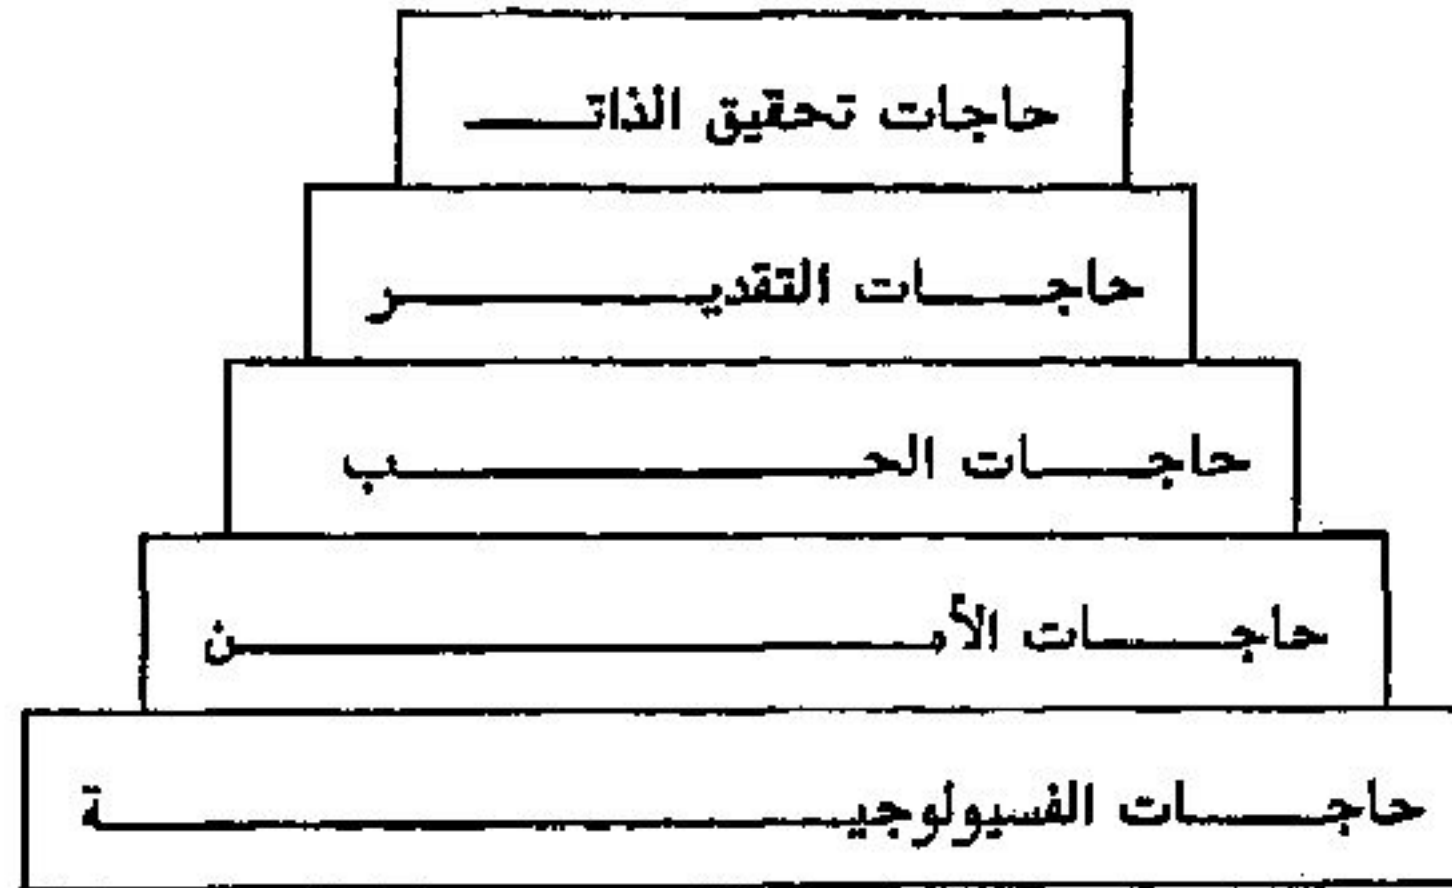 حاجات تحقيق الذات
حاجات التقدير
حاجات الحب
حاجات الأمن
حاجات الفسيولوجية